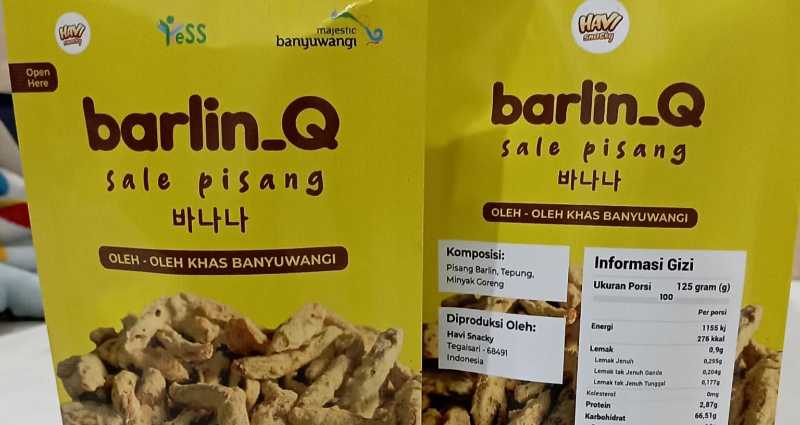 HAVI
snacky
YeSS
majestic
banyuwangi
Open
Here
barlin_Q
sale pisang
바나나
OLEH - OLEH KHAS BANYUWANGI
HAVI
snacky
barlin_Q
sale pisang
바나나
OLEH - OLEH KHAS BANYUWANGI
Komposisi:
Pisang Barlin, Tepung,
Minyak Goreng
Diproduksi Oleh:
Havi Snacky
Tegalsari - 68491
Indonesia
Informasi Gizi
Ukuran Porsi 125 gram (g)
100
Per porsi
Energi 1155 kj
276 kkal
Lemak 0,9g
Lemak Jenuh 0,295g
Lemak tak Jenuh Ganda 0,204g
Lemak tak Jenuh Tunggal 0,177g
Kolesterol 0mg
Protein 2,87g
Karbohidrat 66,51g